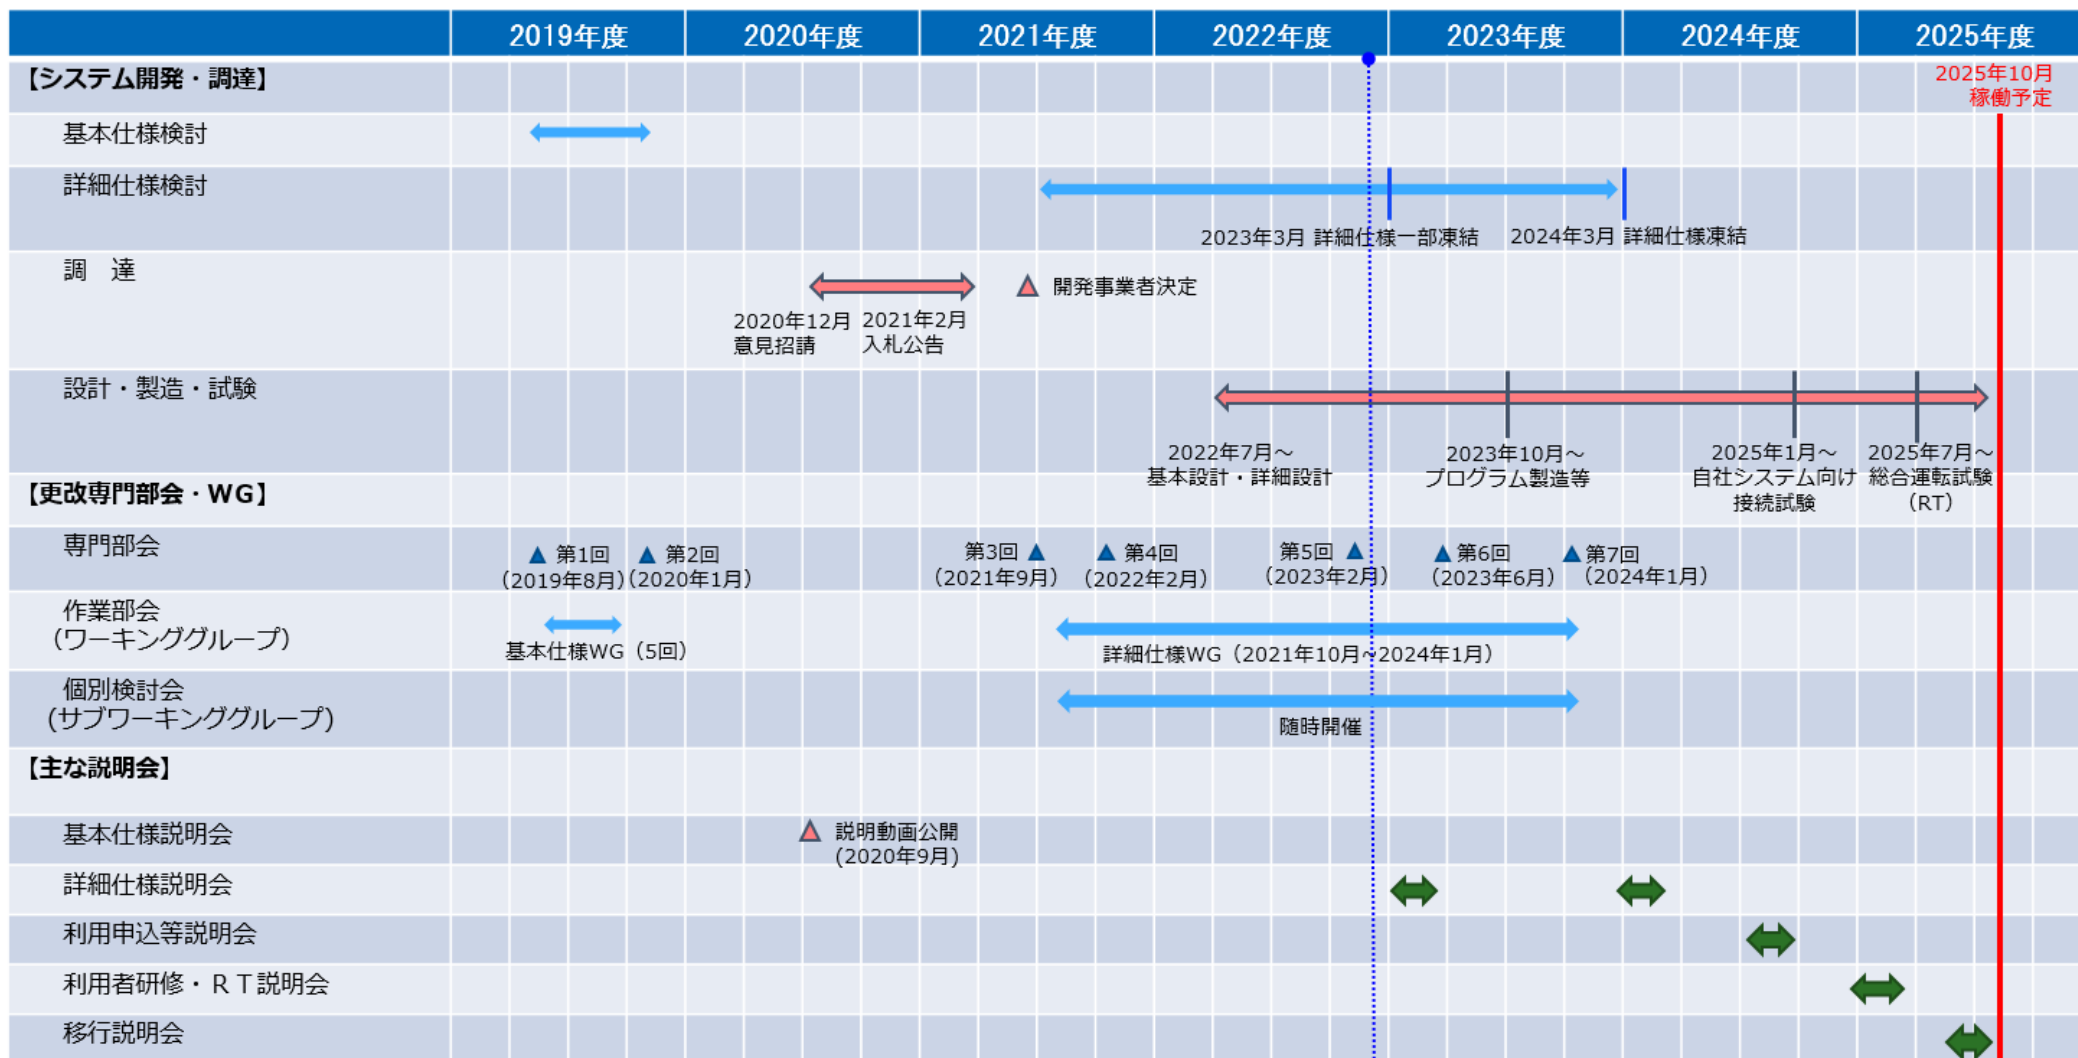 2019年度 2020年度 2021年度 2022年度 2023年度 2024年度 2025年度
【システム開発・調達】
2025年10月
稼働予定
基本仕様検討
詳細仕様検討
2023年3月 詳細仕様一部凍結 2024年3月 詳細仕様凍結
調　達
開発事業者決定
2020年12月
意見招請
2021年2月
入札公告
設計・製造・試験
2022年7月～
基本設計・詳細設計
2023年10月～
プログラム製造等
2025年1月～
自社システム向け
接続試験
2025年7月～
総合運転試験
（RT）
【更改専門部会・WG】
専門部会
第1回
（2019年8月）
第2回
（2020年1月）
第3回
（2021年9月）
第4回
（2022年2月）
第5回
（2023年2月）
第6回
（2023年6月）
第7回
（2024年1月）
作業部会
（ワーキンググループ）
基本仕様WG（5回）
詳細仕様WG（2021年10月~2024年1月）
個別検討会
(サブワーキンググループ)
随時開催
【主な説明会】
基本仕様説明会
説明動画公開
(2020年9月)
詳細仕様説明会
利用申込等説明会
利用者研修・ＲＴ説明会
移行説明会